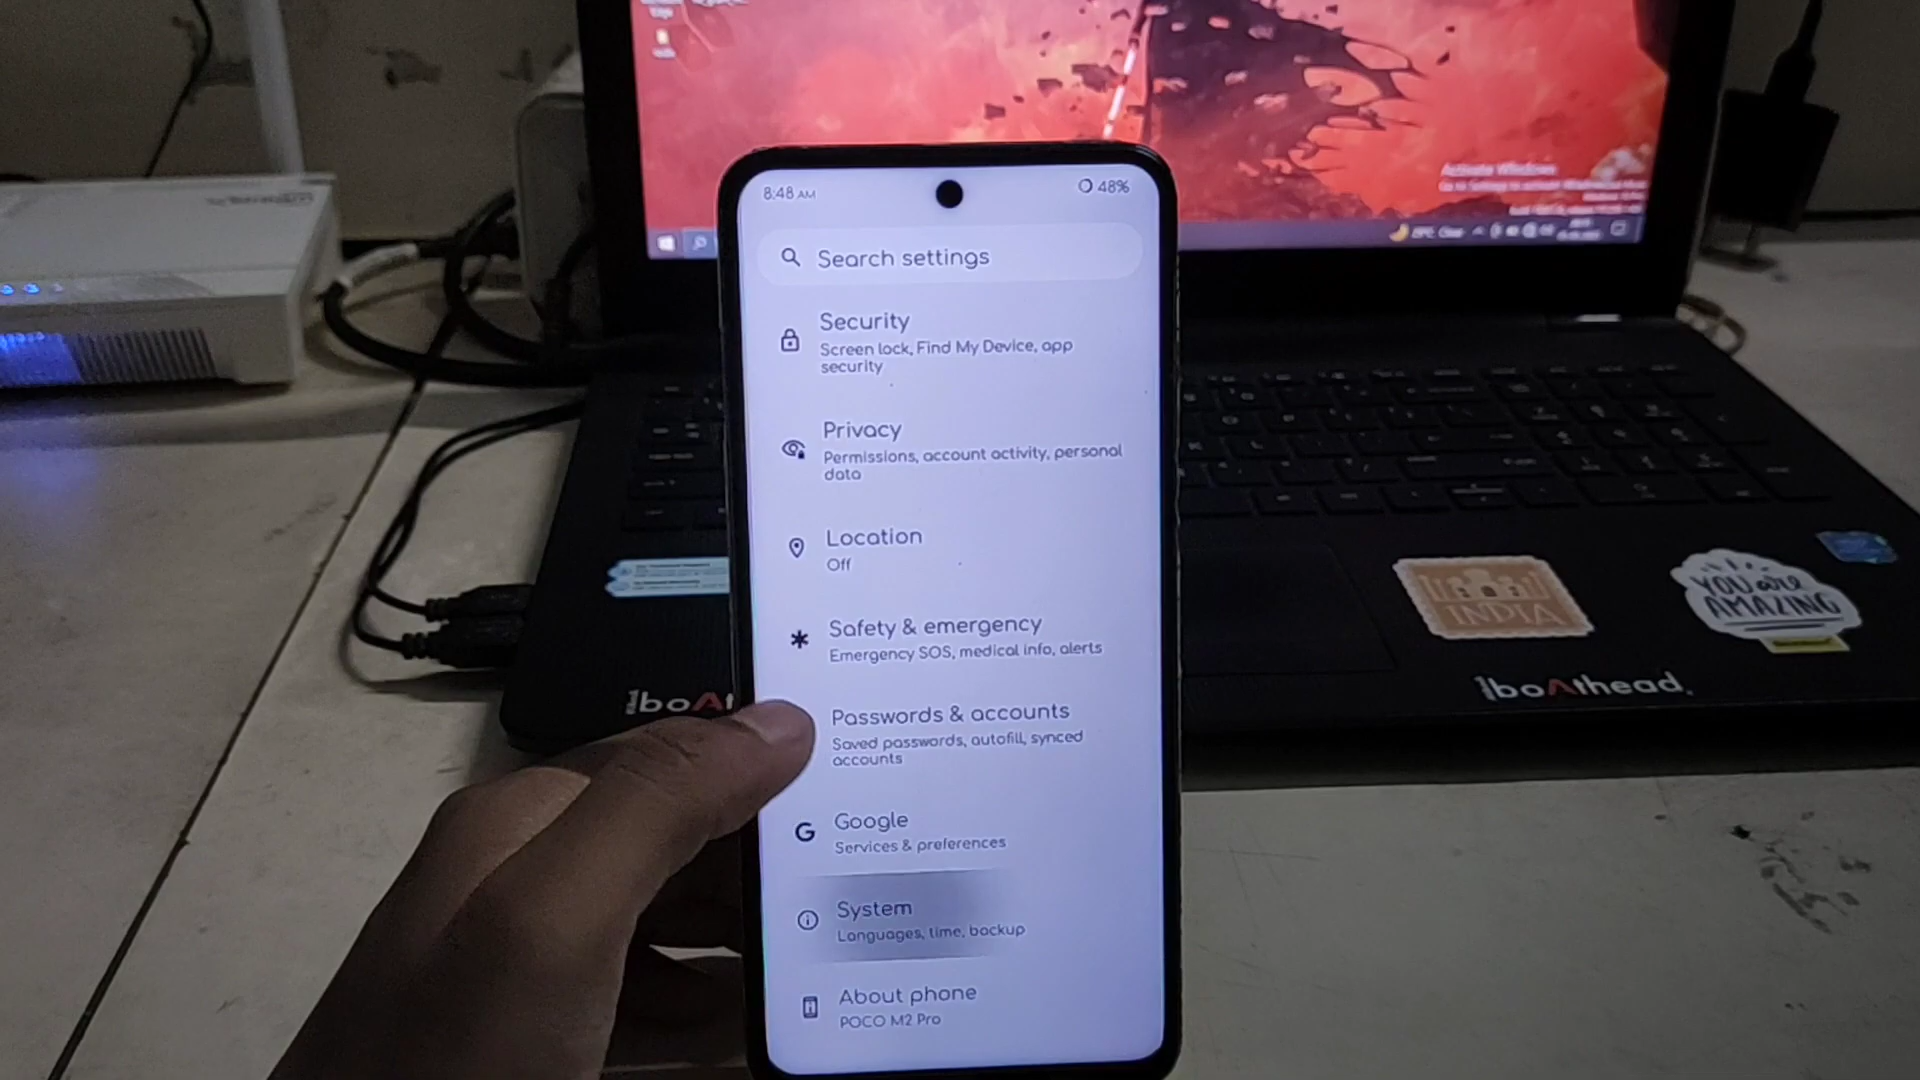 8:48 AM
48%
Search settings
Security
Screen lock, Find My Device, app
security
Privacy
Permissions, account activity, personal
data
Location
Off
Safety & emergency
Emergency SOS, medical info, alerts
Passwords & accounts
Saved passwords, autofill, synced
accounts
Google
Services & preferences
System
Languages, time, backup
About phone
POCO M2 Pro
Activate Windows
INDIA
YOU are
AMAZING
boAthead